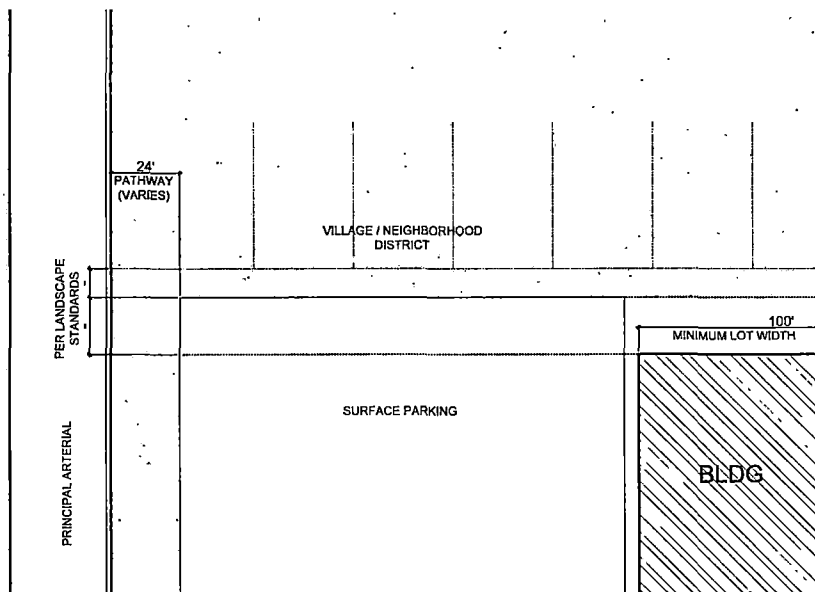 24'
PATHWAY
(VARIES)
VILLAGE / NEIGHBORHOOD
DISTRICT
PER LANDSCAPE
STANDARDS
100'
MINIMUM LOT WIDTH
SURFACE PARKING
BLDG
PRINCIPAL ARTERIAL